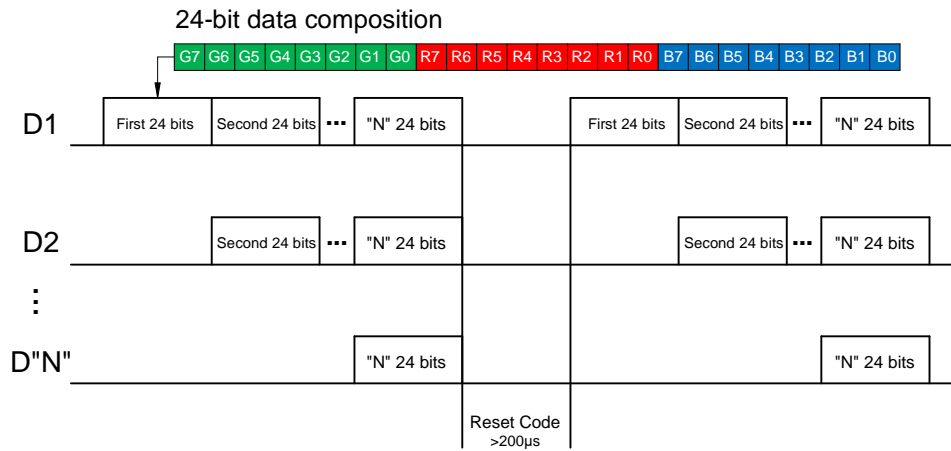 24-bit data composition
G7 G6 G5 G4 G3 G2 G1 G0 R7 R6 R5 R4 R3 R2 R1 R0 B7 B6 B5 B4 B3 B2 B1 B0
D1 First 24 bits Second 24 bits ··· "N" 24 bits First 24 bits Second 24 bits ··· "N" 24 bits
D2 Second 24 bits ··· "N" 24 bits Second 24 bits ··· "N" 24 bits
⋮
D"N" "N" 24 bits "N" 24 bits
Reset Code
>200µs